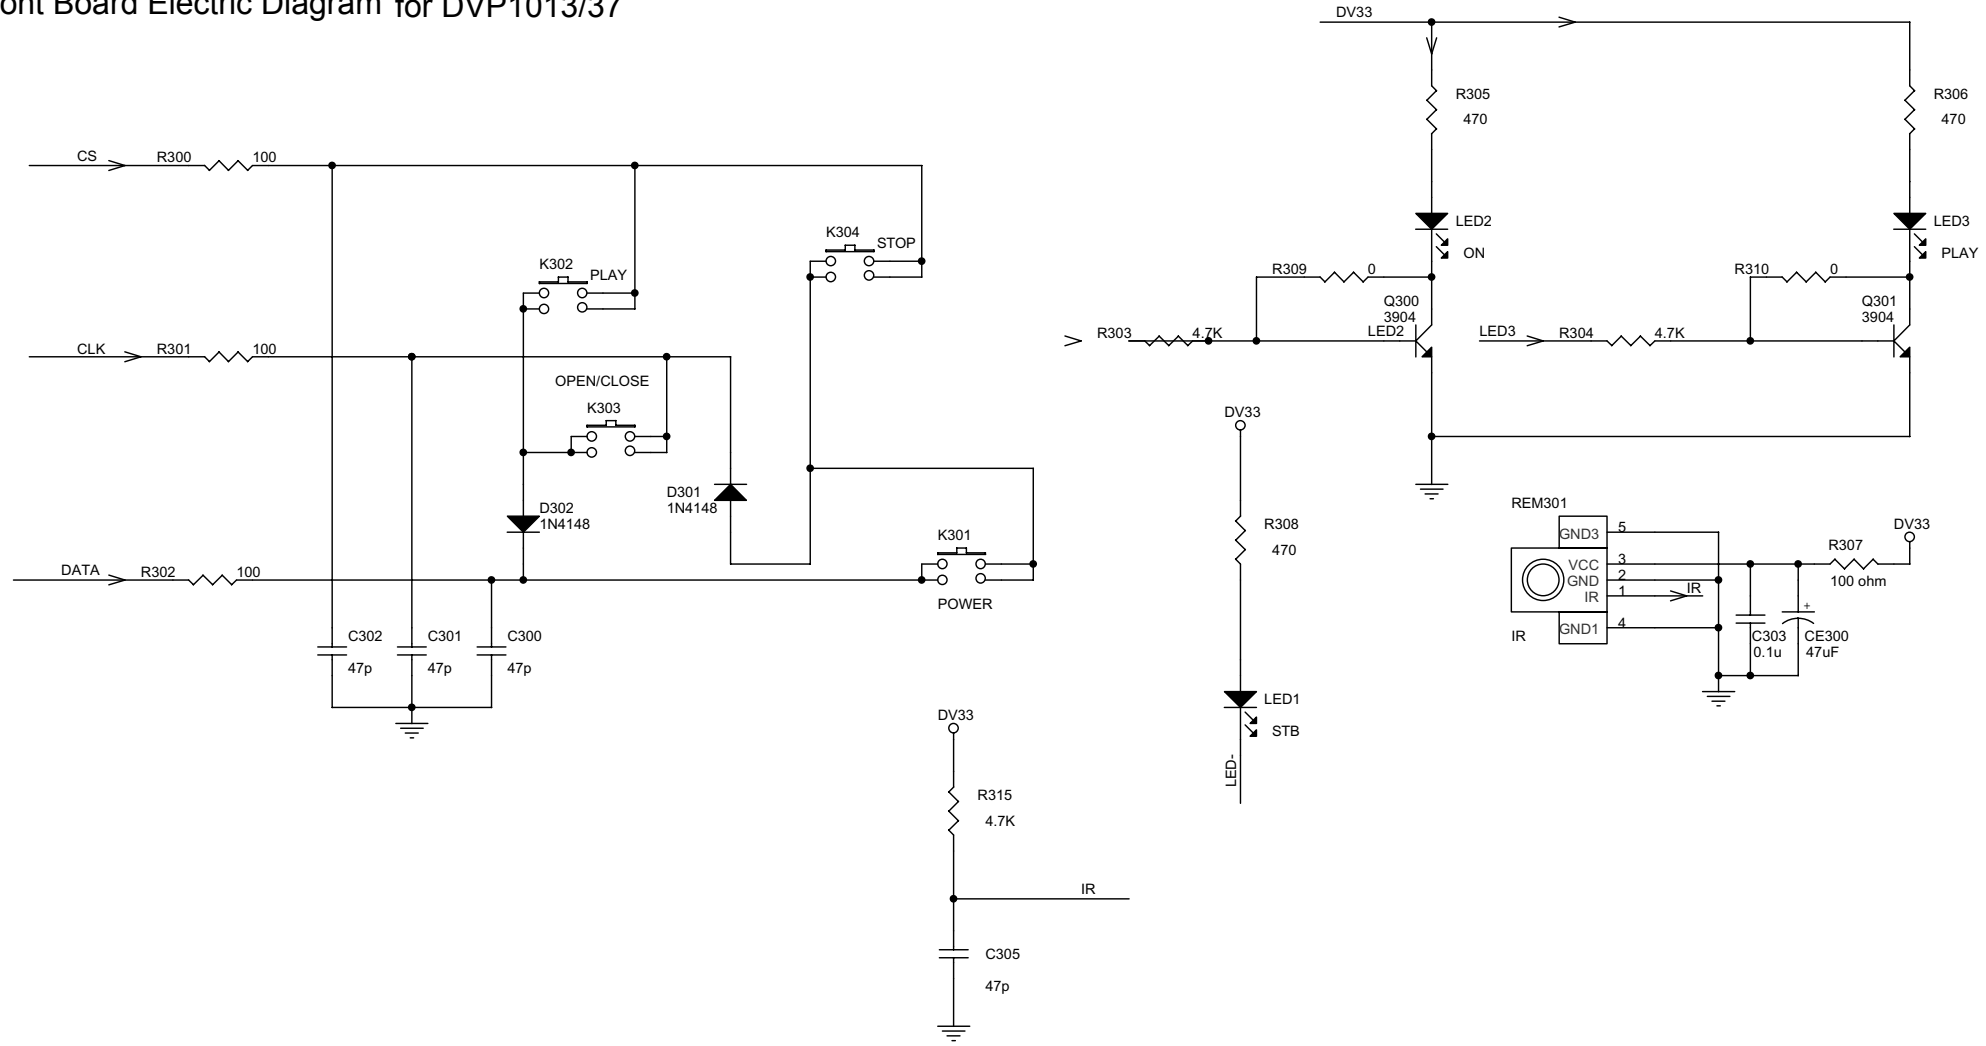 ont Board Electric Diagram for DVP1013/37
DV33
R305
470
R306
470
CS
R300
100
LED2
ON
LED3
PLAY
K304
STOP
K302
PLAY
R309
0
R310
0
Q300
3904
LED2
Q301
3904
R303
4.7K
LED3
R304
4.7K
CLK
R301
100
OPEN/CLOSE
K303
DV33
D302
1N4148
D301
1N4148
R308
470
REM301
GND3
5
VCC
3
GND
2
IR
1
IR
GND1
4
IR
R307
100 ohm
DV33
C303
0.1u
+
CE300
47uF
K301
POWER
DATA
R302
100
C302
47p
C301
47p
C300
47p
LED1
STB
LED-
DV33
R315
4.7K
IR
C305
47p